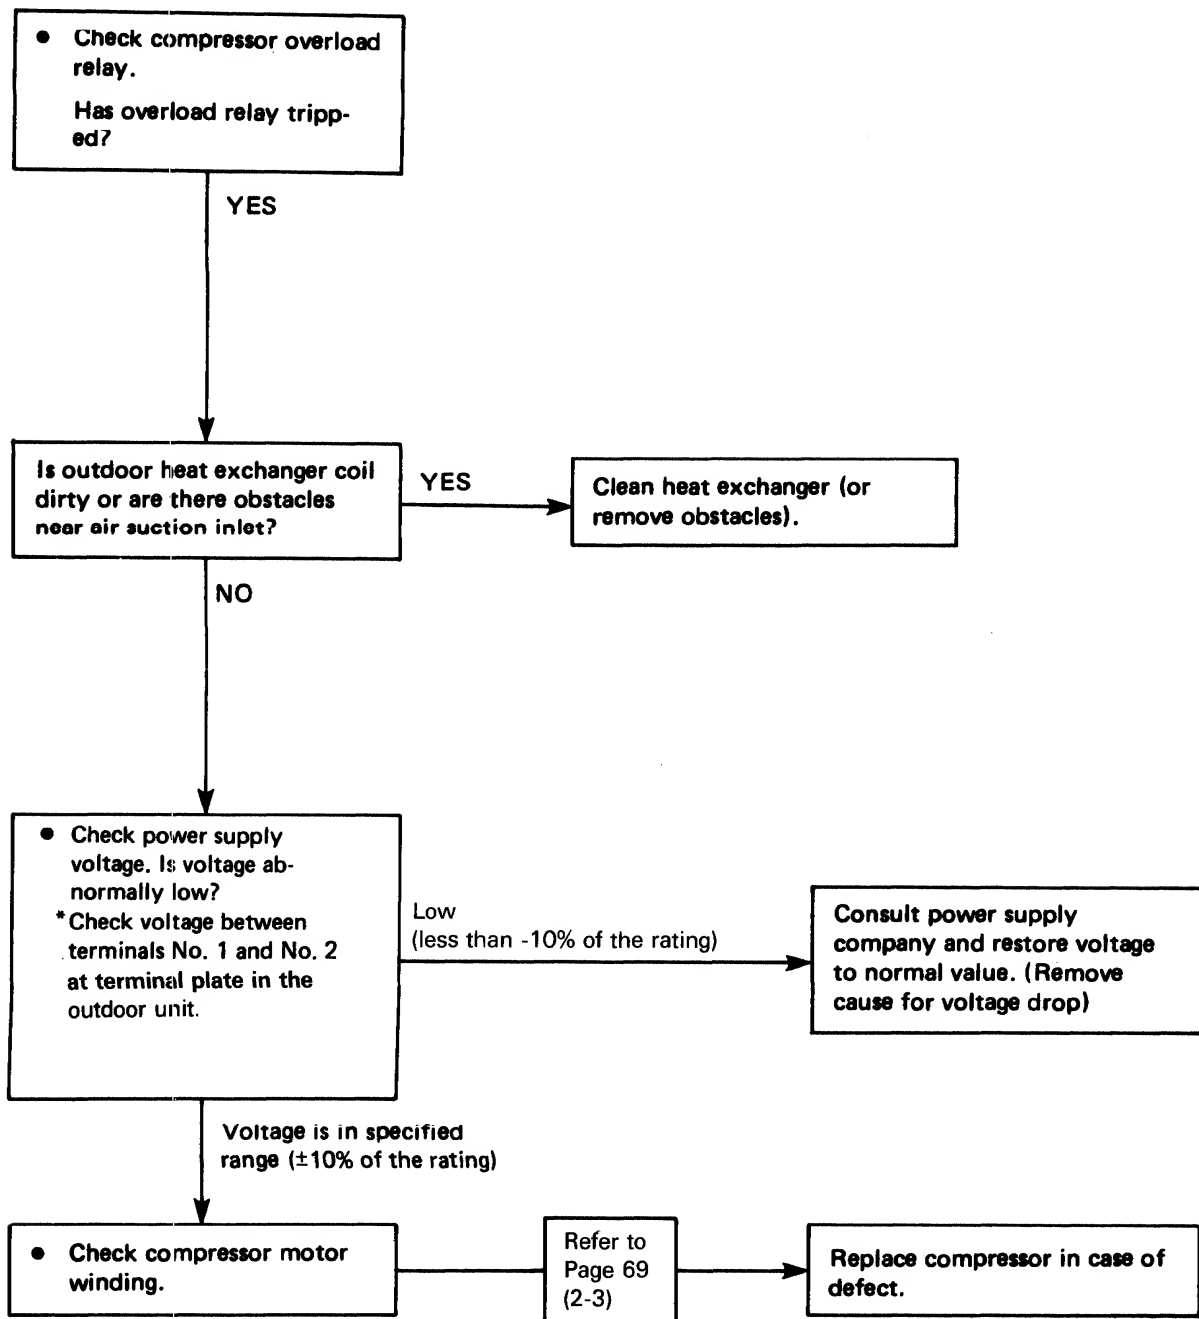 ● Check compressor overload
relay.
Has overload relay tripp-
ed?
YES
Is outdoor heat exchanger coil
dirty or are there obstacles
near air suction inlet?
YES
Clean heat exchanger (or
remove obstacles).
NO
● Check power supply
voltage. Is voltage ab-
normally low?
*Check voltage between
terminals No. 1 and No. 2
at terminal plate in the
outdoor unit.
Low
(less than -10% of the rating)
Consult power supply
company and restore voltage
to normal value. (Remove
cause for voltage drop)
Voltage is in specified
range (±10% of the rating)
● Check compressor motor
winding.
Refer to
Page 69
(2-3)
Replace compressor in case of
defect.